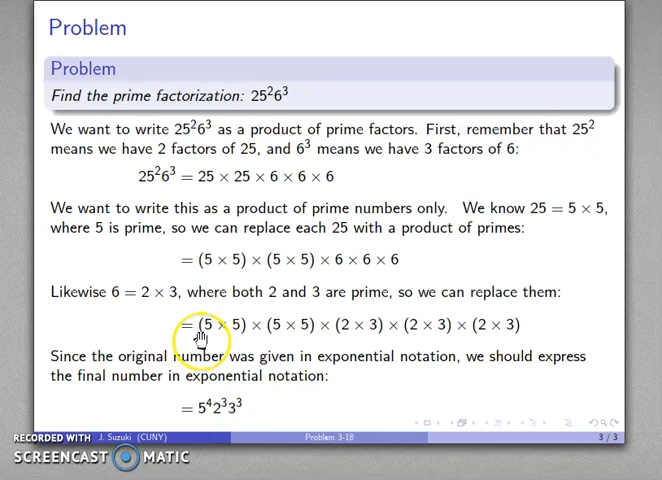 Problem
Problem
Find the prime factorization: 25²6³
We want to write 25²6³ as a product of prime factors. First, remember that 25²
means we have 2 factors of 25, and 6³ means we have 3 factors of 6:
25²6³ = 25 × 25 × 6 × 6 × 6
We want to write this as a product of prime numbers only. We know 25 = 5 × 5,
where 5 is prime, so we can replace each 25 with a product of primes:
= (5 × 5) × (5 × 5) × 6 × 6 × 6
Likewise 6 = 2 × 3, where both 2 and 3 are prime, so we can replace them:
= (5 × 5) × (5 × 5) × (2 × 3) × (2 × 3) × (2 × 3)
Since the original number was given in exponential notation, we should express
the final number in exponential notation:
= 5⁴2³3³
RECORDED WITH J. Suzuki (CUNY) Problem 3-18 3 / 3
SCREENCAST MATIC